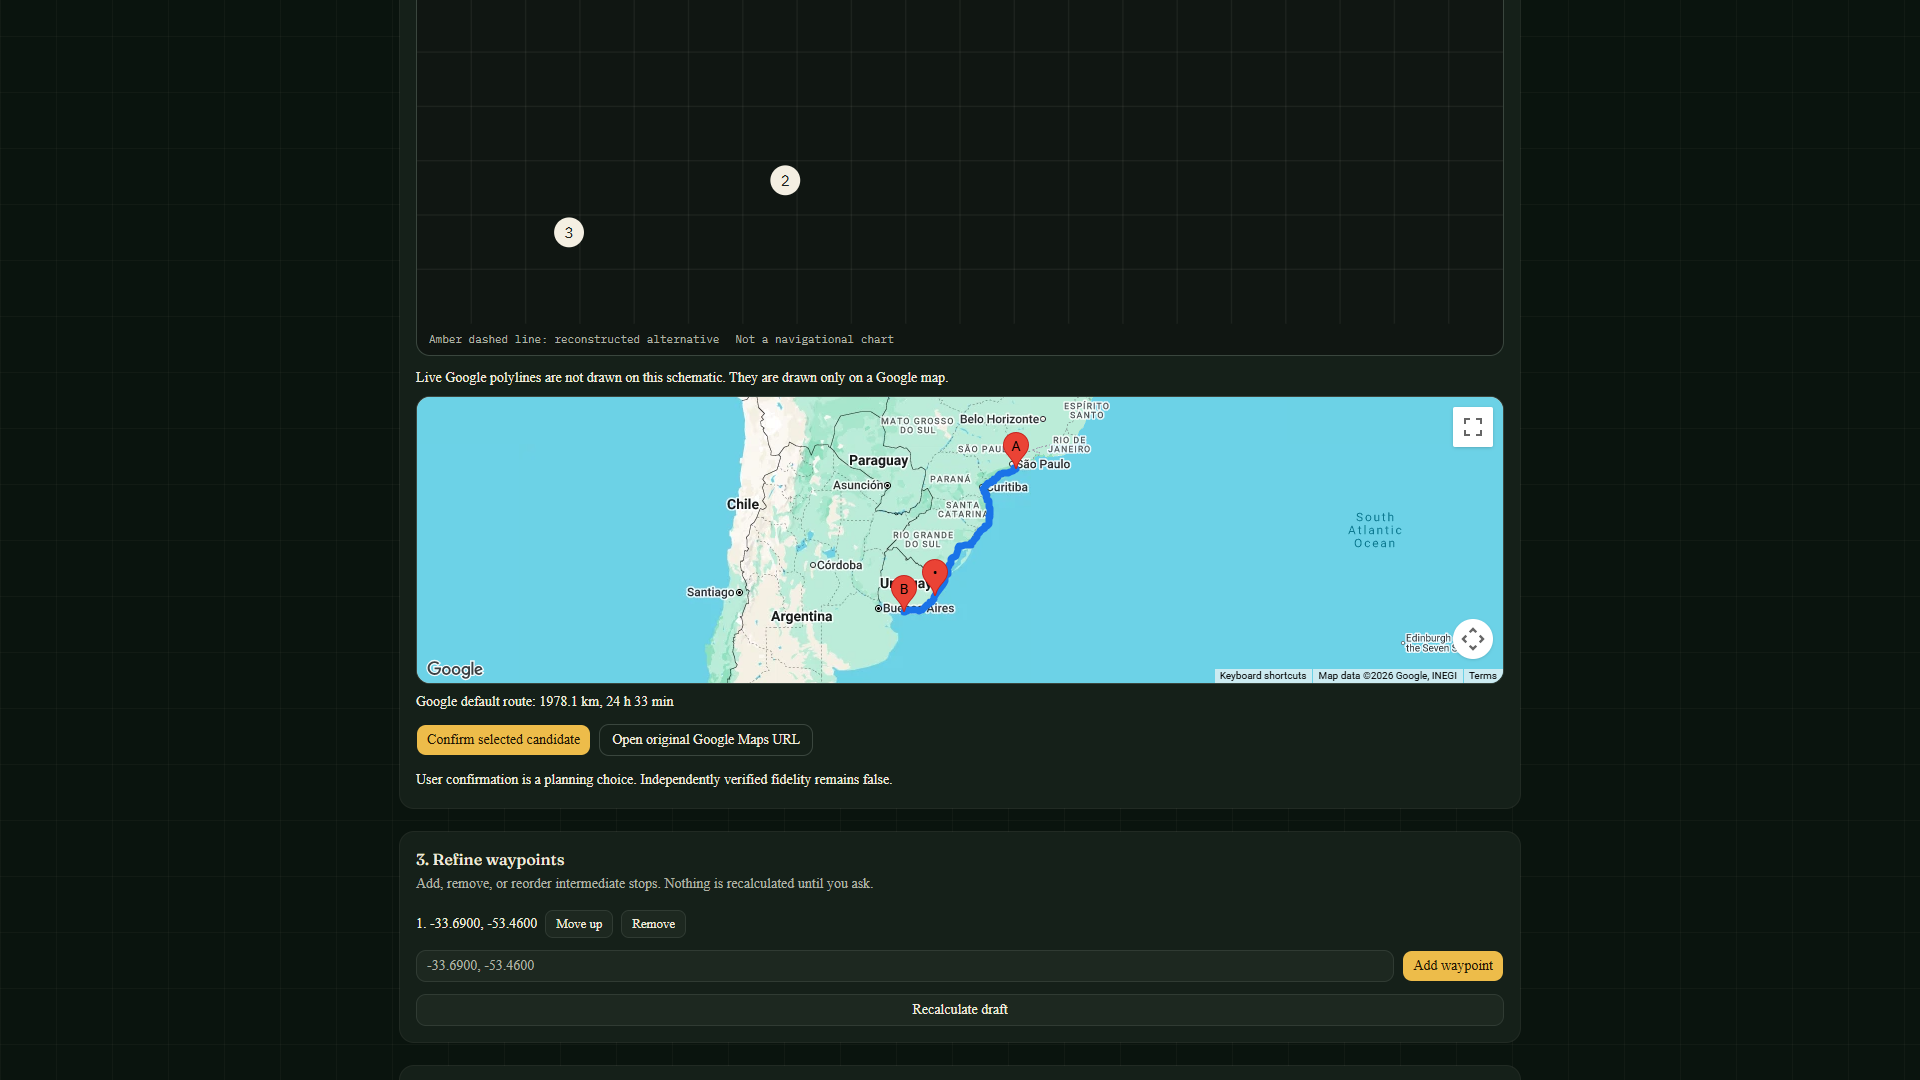 2
3
Amber dashed line: reconstructed alternative Not a navigational chart
Live Google polylines are not drawn on this schematic. They are drawn only on a Google map.
ESPÍRITO
SANTO
MATO GROSSO
DO SUL
Belo Horizonte
RIO DE
JANEIRO
A
SÃO PAU
São Paulo
Paraguay
Asunción
PARANÁ
Curitiba
Chile
SANTA
CATARINA
South
Atlantic
Ocean
RIO GRANDE
DO SUL
Córdoba
B
Santiago
Argentina
Edinburgh
the Seven S
Google
Keyboard shortcuts
Map data ©2026 Google, INEGI
Terms
Google default route: 1978.1 km, 24 h 33 min
Confirm selected candidate
Open original Google Maps URL
User confirmation is a planning choice. Independently verified fidelity remains false.
3. Refine waypoints
Add, remove, or reorder intermediate stops. Nothing is recalculated until you ask.
1. -33.6900, -53.4600
Move up
Remove
-33.6900, -53.4600
Add waypoint
Recalculate draft